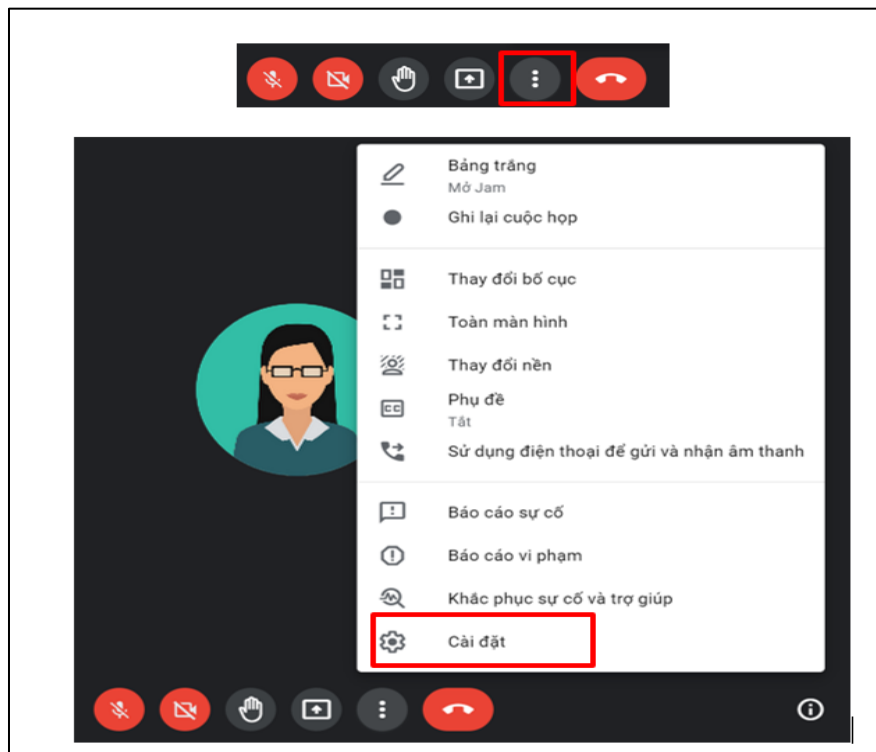 Bảng trắng
Mở Jam
Ghi lại cuộc họp
Thay đổi bố cục
Toàn màn hình
Thay đổi nền
CC
Phụ đề
Tắt
Sử dụng điện thoại để gửi và nhận âm thanh
Báo cáo sự cố
Báo cáo vi phạm
Khắc phục sự cố và trợ giúp
Cài đặt